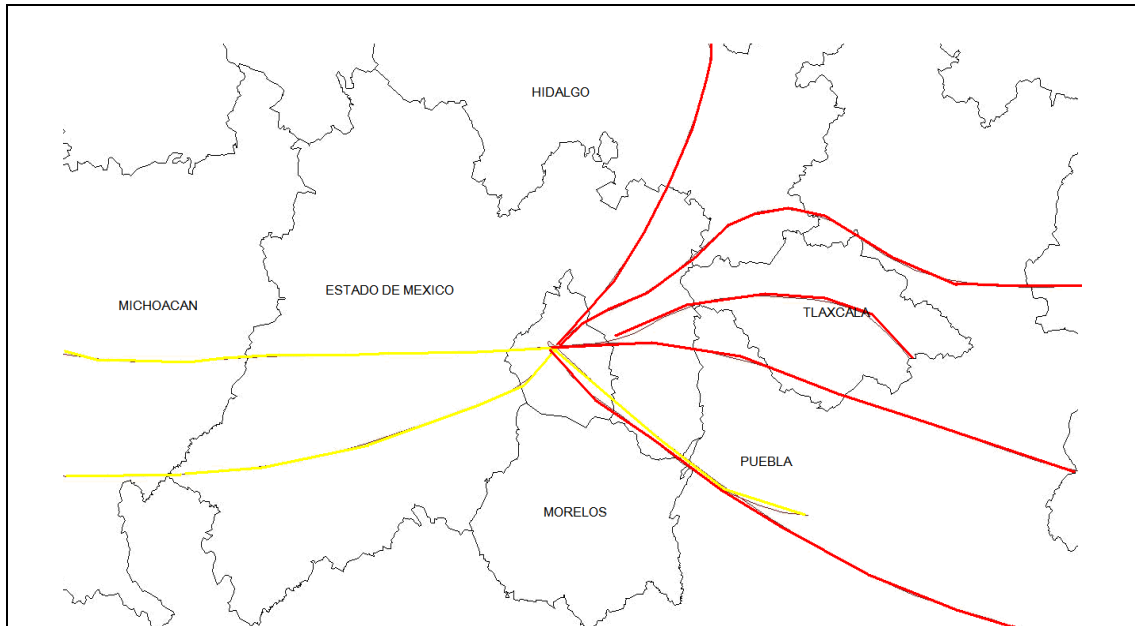 HIDALGO
ESTADO DE MEXICO
MICHOACAN
TLAXCALA
PUEBLA
MORELOS